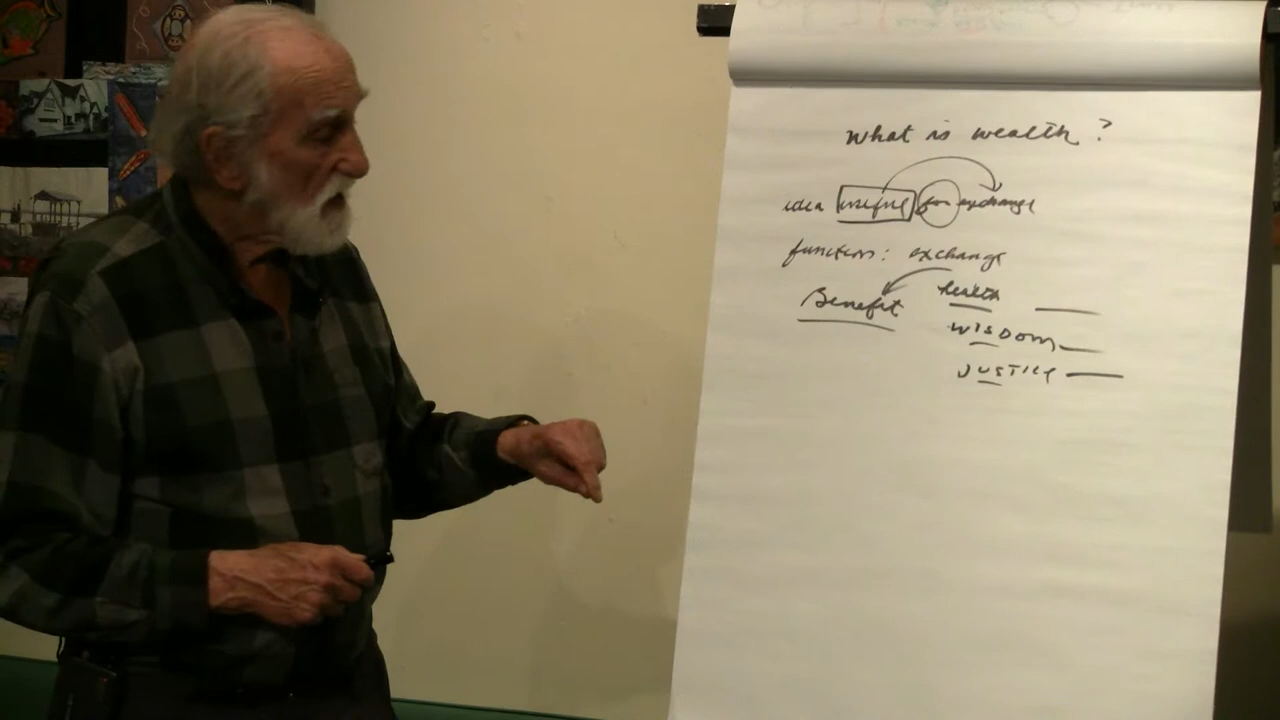 what is wealth?
idea useful for exchange
function: exchange
Benefit health
WISDOM
JUSTICE